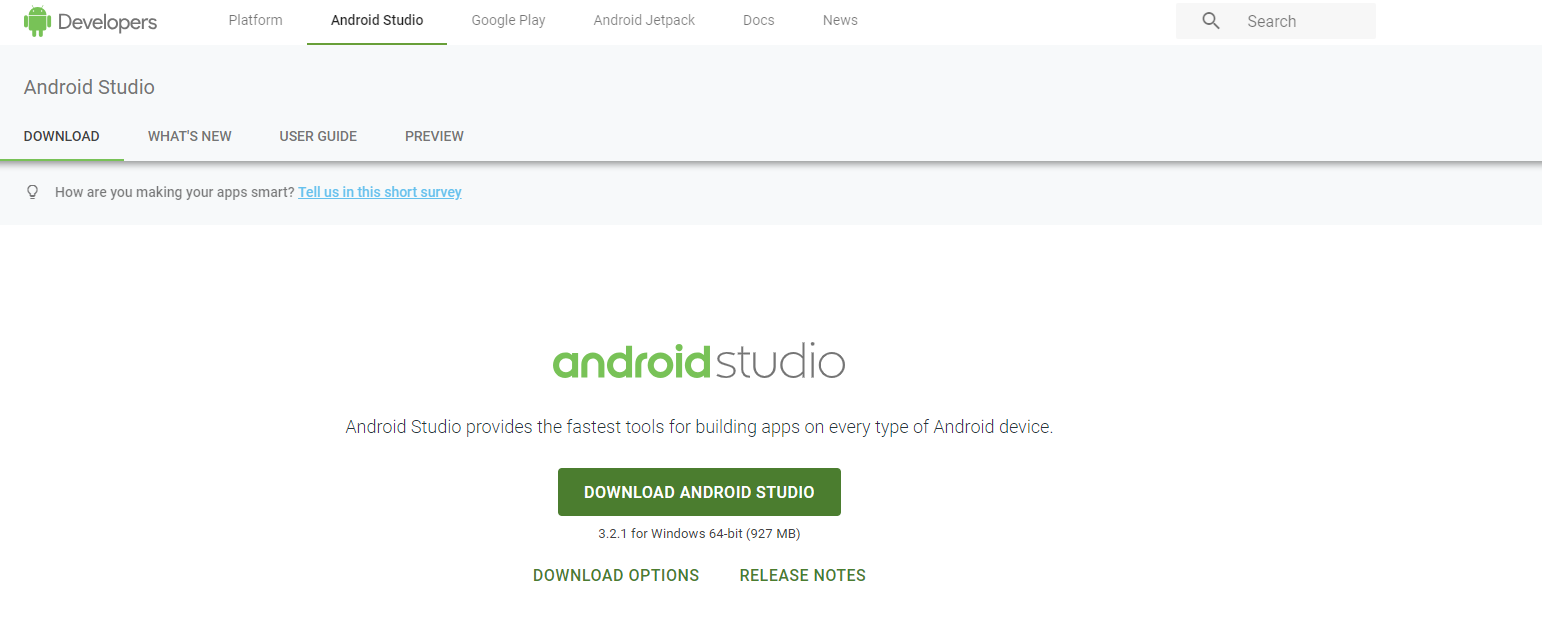 Developers Platform Android Studio Google Play Android Jetpack Docs News Search
Android Studio
DOWNLOAD WHAT'S NEW USER GUIDE PREVIEW
How are you making your apps smart? Tell us in this short survey
androidstudio
Android Studio provides the fastest tools for building apps on every type of Android device.
DOWNLOAD ANDROID STUDIO
3.2.1 for Windows 64-bit (927 MB)
DOWNLOAD OPTIONS RELEASE NOTES